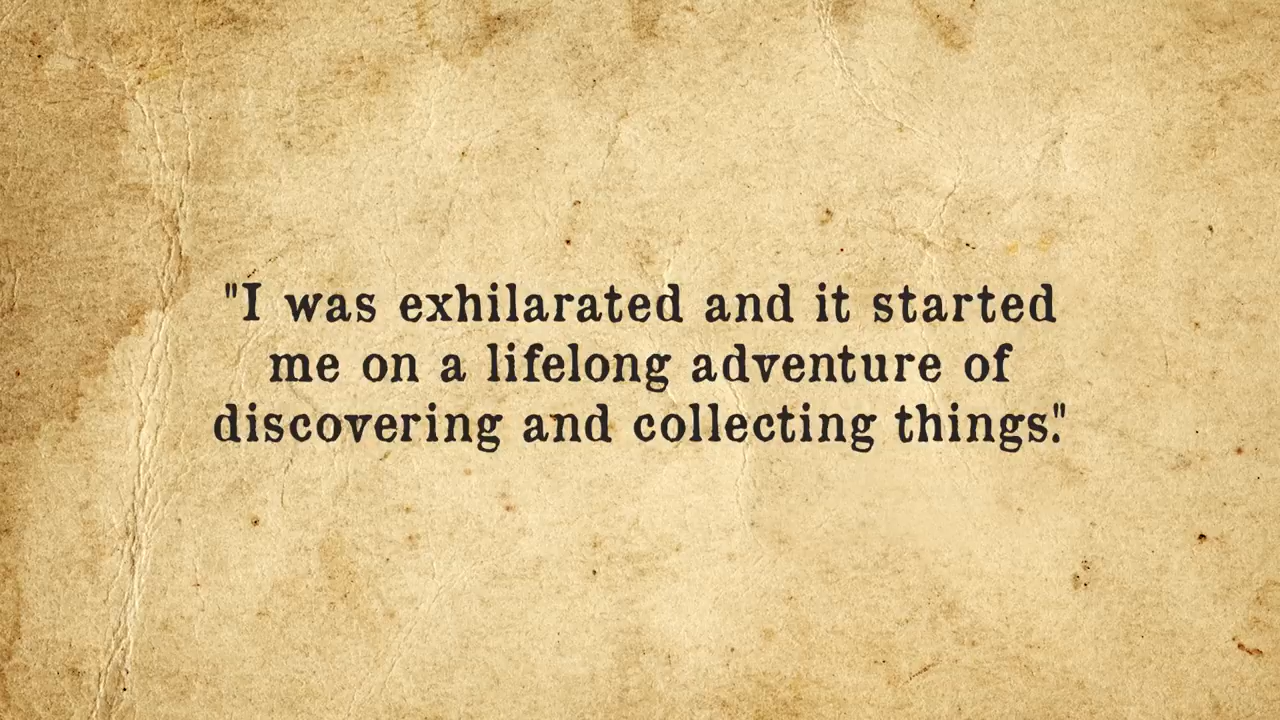 "I was exhilarated and it started
me on a lifelong adventure of
discovering and collecting things."